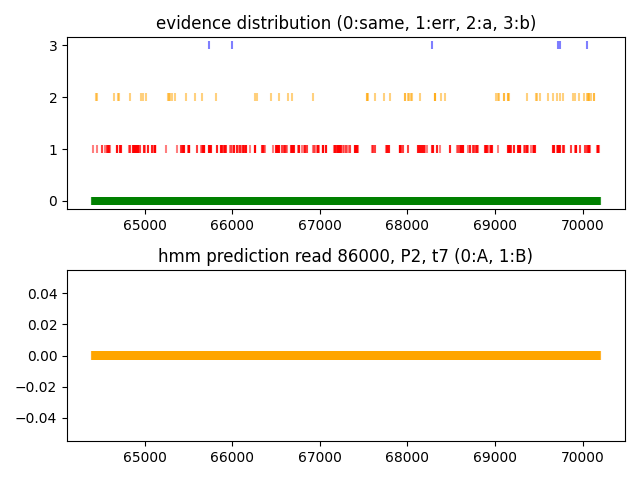 evidence distribution (0:same, 1:err, 2:a, 3:b)
3
2
1
0
65000 66000 67000 68000 69000 70000
hmm prediction read 86000, P2, t7 (0:A, 1:B)
0.04
0.02
0.00
−0.02
−0.04
65000 66000 67000 68000 69000 70000